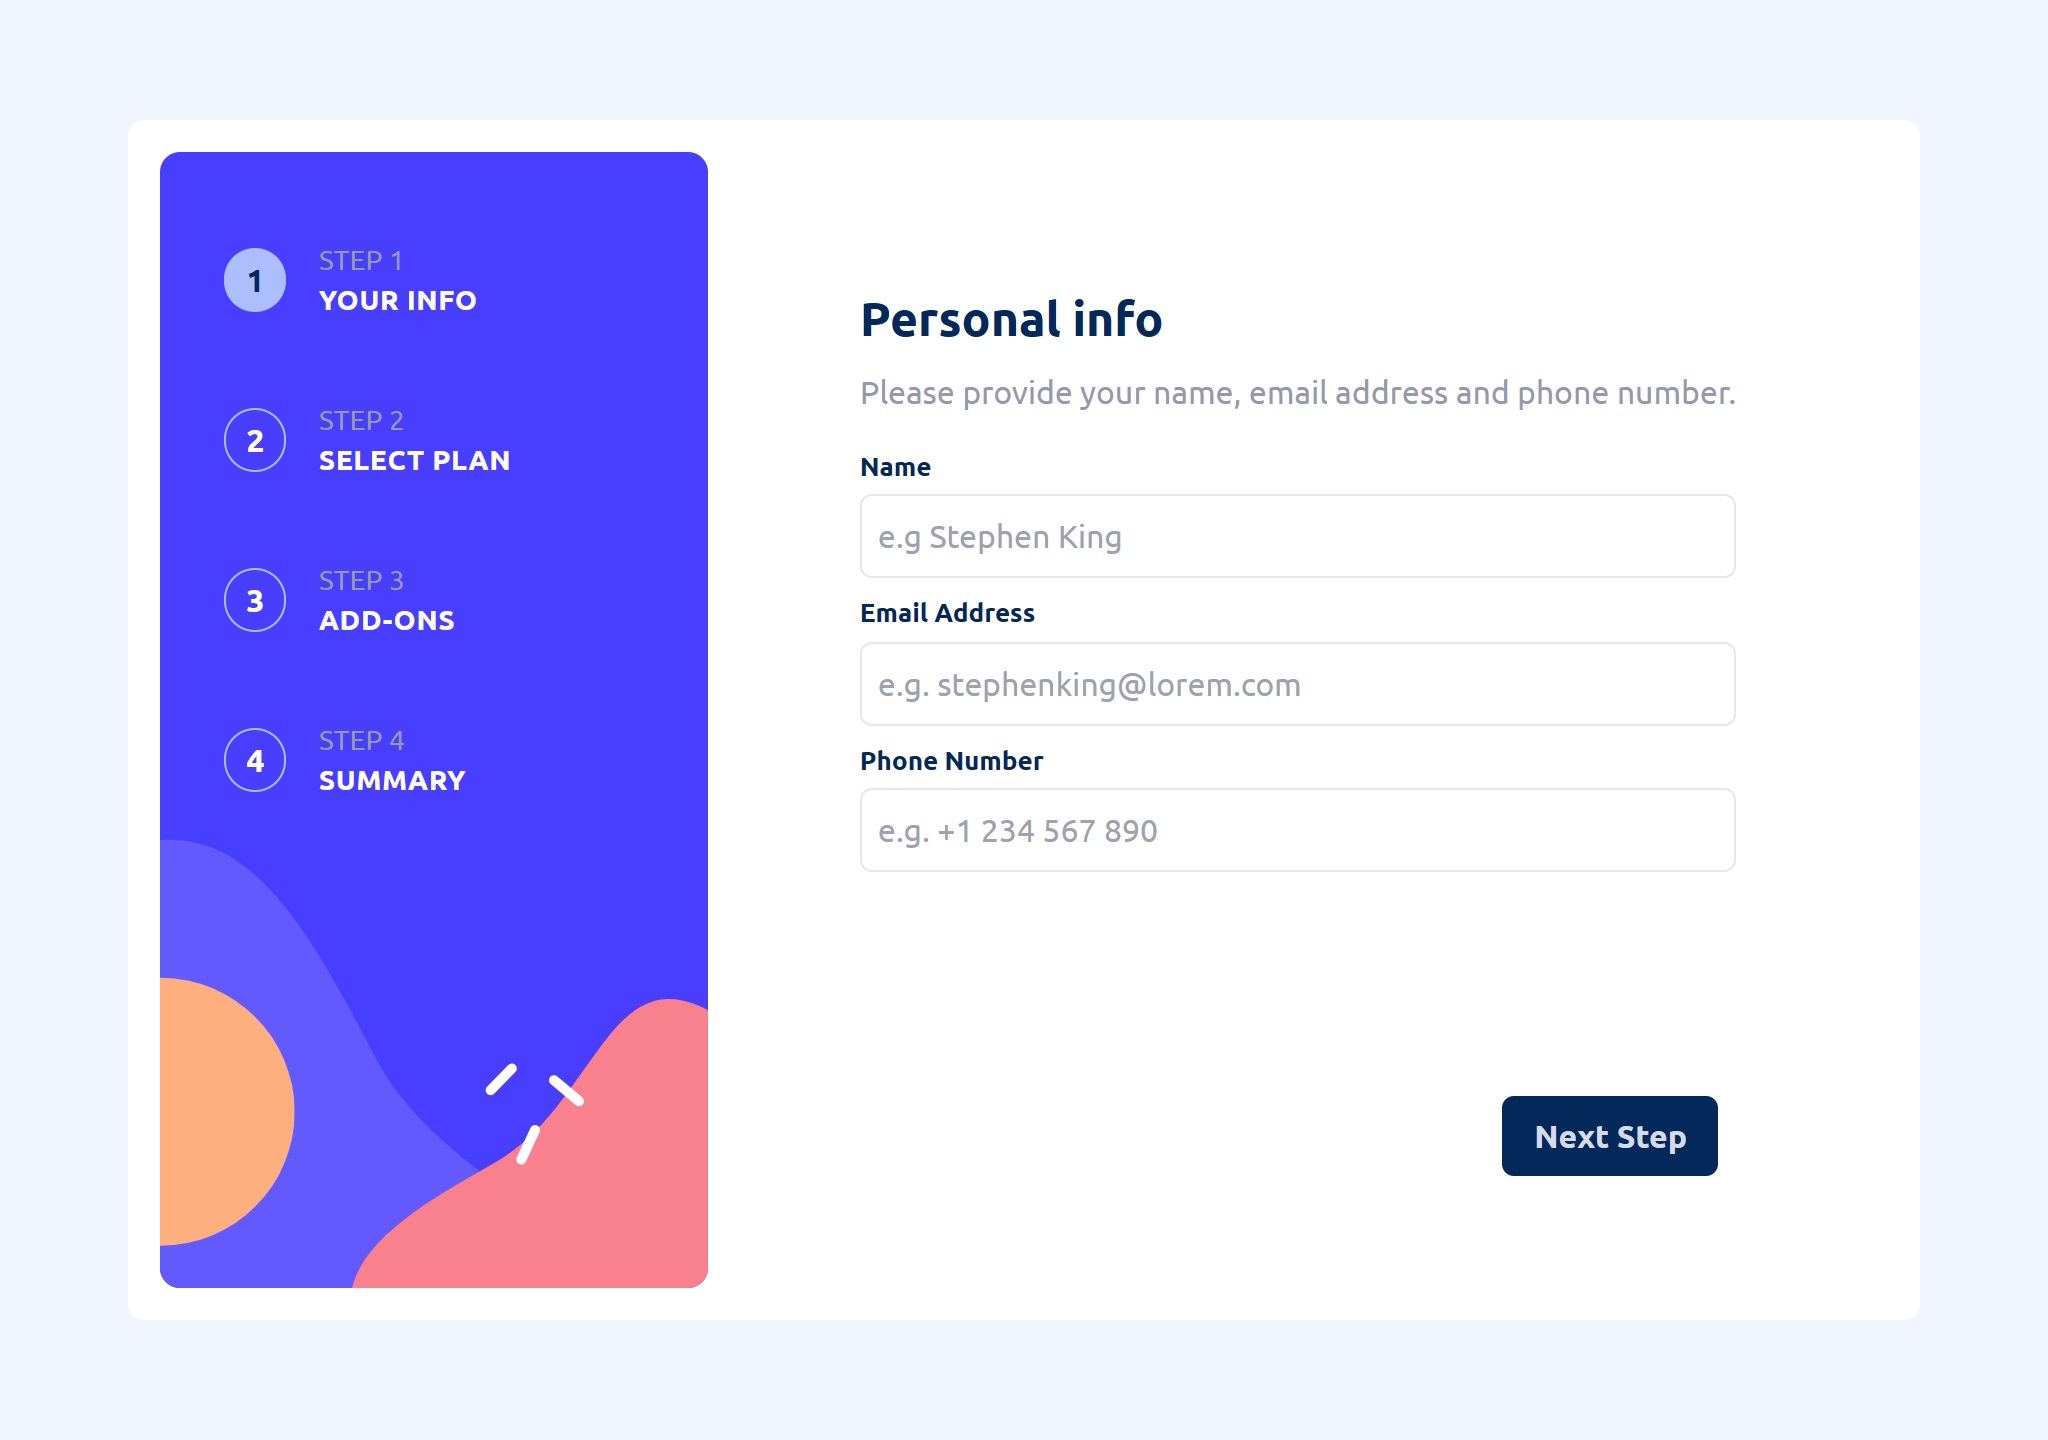 1
STEP 1
YOUR INFO
2
STEP 2
SELECT PLAN
3
STEP 3
ADD-ONS
4
STEP 4
SUMMARY
Personal info
Please provide your name, email address and phone number.
Name
e.g Stephen King
Email Address
e.g. stephenking@lorem.com
Phone Number
e.g. +1 234 567 890
Next Step